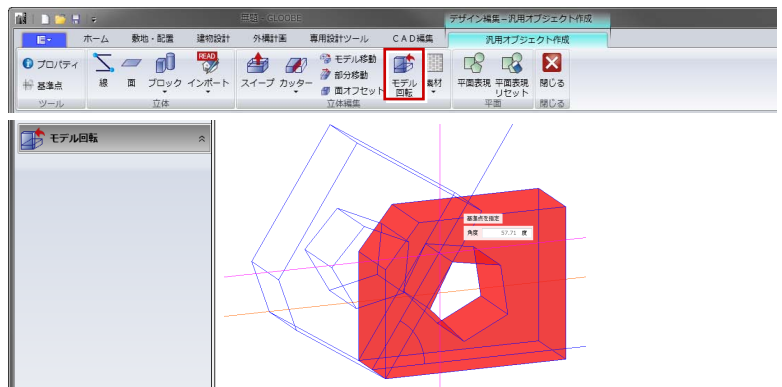 無題 - GLOOBE
デザイン編集 - 汎用オブジェクト作成
ホーム 敷地・配置 建物設計 外構計画 専用設計ツール CAD編集 汎用オブジェクト作成
プロパティ
基準点
ツール
線 面 ブロック インポート
READ
立体
スイープ カッター
モデル移動
部分移動
面オフセット
モデル
回転
素材
立体編集
平面表現 平面表現
リセット
平面
閉じる
閉じる
モデル回転
基準点を指定
角度 57.71 度